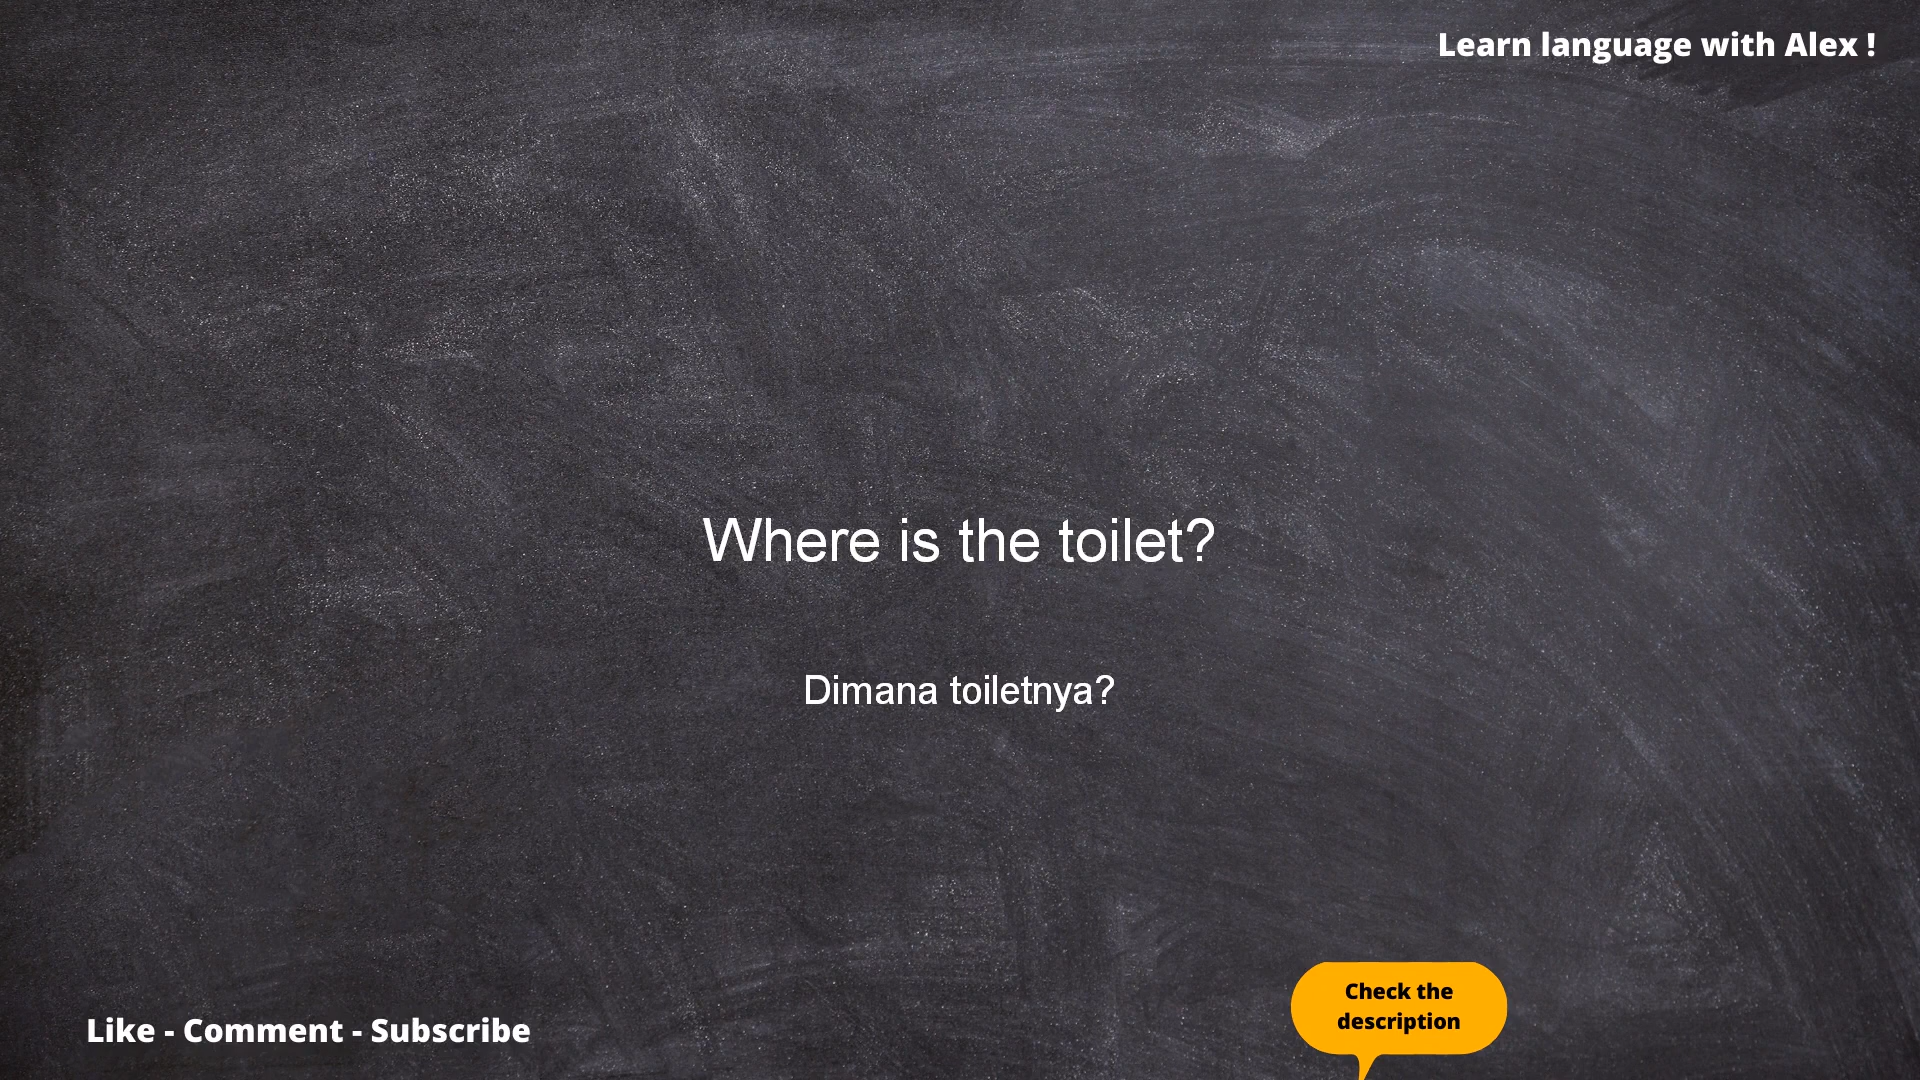 Learn language with Alex !
Where is the toilet?
Dimana toiletnya?
Check the
description
Like - Comment - Subscribe